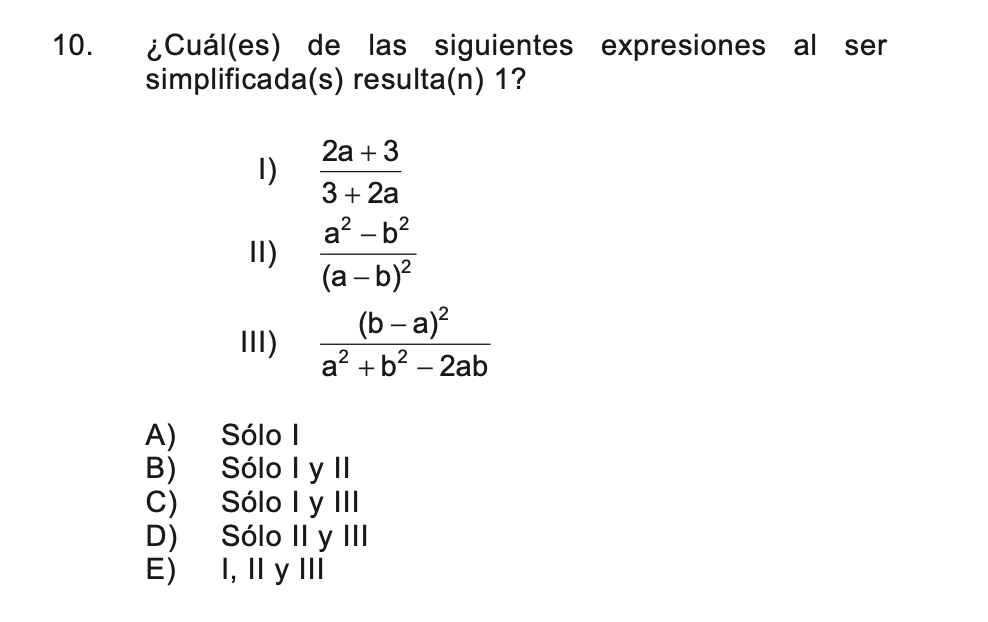 10. ¿Cuál(es) de las siguientes expresiones al ser
simplificada(s) resulta(n) 1?
I) 2a + 3
3 + 2a
II) a² – b²
(a – b)²
III) (b – a)²
a² + b² – 2ab
A) Sólo I
B) Sólo I y II
C) Sólo I y III
D) Sólo II y III
E) I, II y III